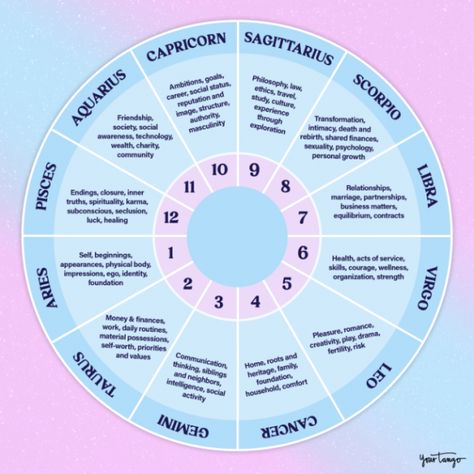 CAPRICORN
Ambitions, goals,
career, social status,
reputation and
image, structure,
authority,
masculinity
10
SAGITTARIUS
Philosophy, law,
ethics, travel,
study, culture,
experience
through
exploration
9
SCORPIO
Transformation,
intimacy, death and
rebirth, shared finances,
sexuality, psychology,
personal growth
8
LIBRA
Relationships,
marriage, partnerships,
business matters,
equilibrium, contracts
7
VIRGO
Health, acts of service,
skills, courage, wellness,
organization, strength
6
LEO
Pleasure, romance,
creativity, play, drama,
fertility, risk
5
CANCER
Home, roots and
heritage, family,
foundation,
household, comfort
4
GEMINI
Communication,
thinking, siblings
and neighbors,
intelligence, social
activity
3
TAURUS
Money & finances,
work, daily routines,
material possessions,
self-worth, priorities
and values
2
ARIES
Self, beginnings,
appearances, physical body,
impressions, ego, identity,
foundation
1
PISCES
Endings, closure, inner
truths, spirituality, karma,
subconscious, seclusion,
luck, healing
12
AQUARIUS
Friendship,
society, social
awareness, technology,
wealth, charity,
community
11
YourTango